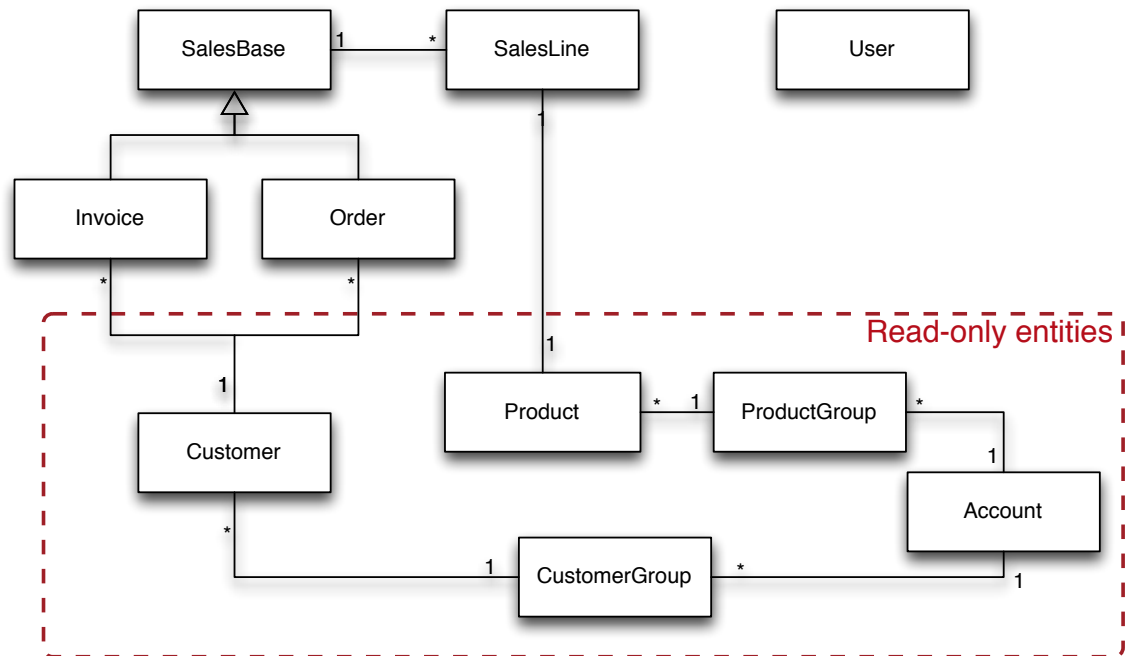 SalesBase
1
*
SalesLine
User
1
Invoice
Order
*
*
Read-only entities
1
1
Product
*
1
ProductGroup
*
Customer
1
Account
*
1
CustomerGroup
*
1